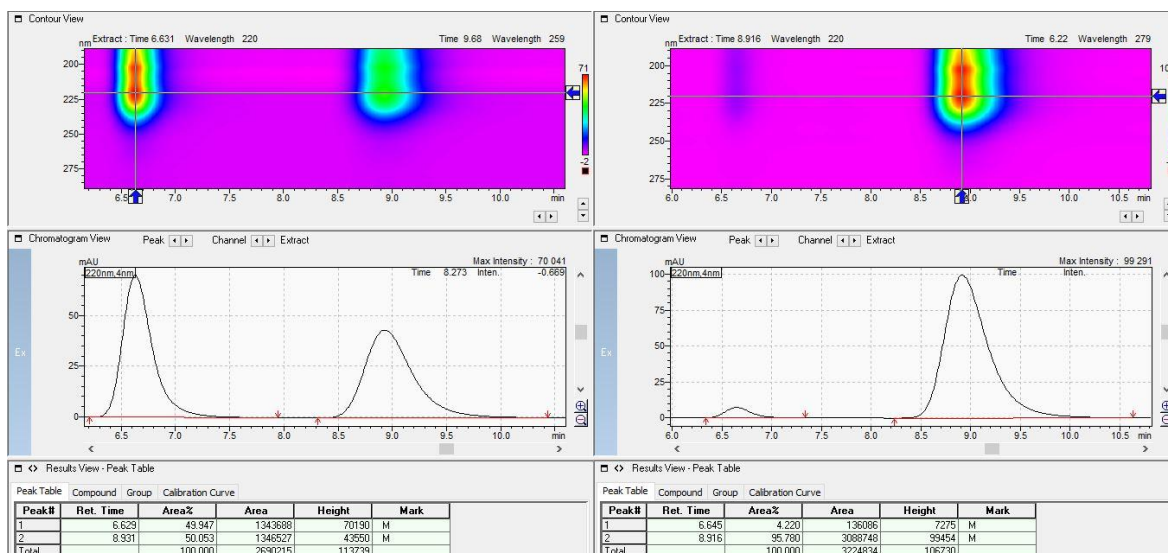 Contour View
nm Extract : Time 6.631 Wavelength 220 Time 9.68 Wavelength 259
200
225
250
275
71
-2
6.5 7.0 7.5 8.0 8.5 9.0 9.5 10.0 min
Chromatogram View Peak Channel Extract
mAU Max Intensity : 70 041
220nm,4nm Time 8.273 Inten. -0.669
50
25
0
6.5 7.0 7.5 8.0 8.5 9.0 9.5 10.0 10.5 min
Ex
Results View - Peak Table
Peak Table Compound Group Calibration Curve
Peak# Ret. Time Area% Area Height Mark
1 6.629 49.947 1343688 70190 M
2 8.931 50.053 1346527 43550 M
Total 100.000 2690215 113739
Contour View
nm Extract : Time 8.916 Wavelength 220 Time 6.22 Wavelength 279
200
225
250
275
10
6.0 6.5 7.0 7.5 8.0 8.5 9.5 10.0 10.5 min
Chromatogram View Peak Channel Extract
mAU Max Intensity : 99 291
100 220nm,4nm Time Inten.
75
50
25
0
6.0 6.5 7.0 7.5 8.0 8.5 9.0 9.5 10.0 10.5 min
Ex
Results View - Peak Table
Peak Table Compound Group Calibration Curve
Peak# Ret. Time Area% Area Height Mark
1 6.645 4.220 136086 7275 M
2 8.916 95.780 3088748 99454 M
Total 100.000 3224834 106730